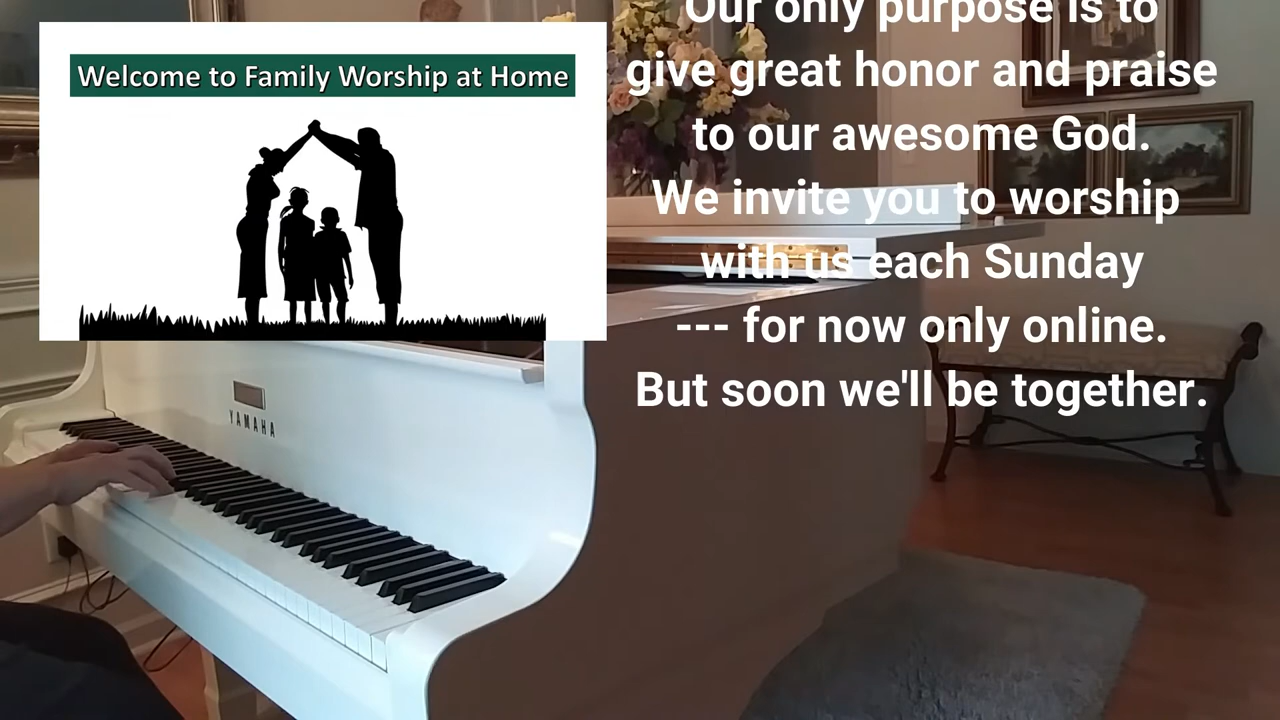 Welcome to Family Worship at Home
Our only purpose is to
give great honor and praise
to our awesome God.
We invite you to worship
with us each Sunday
--- for now only online.
But soon we'll be together.
YAMAHA